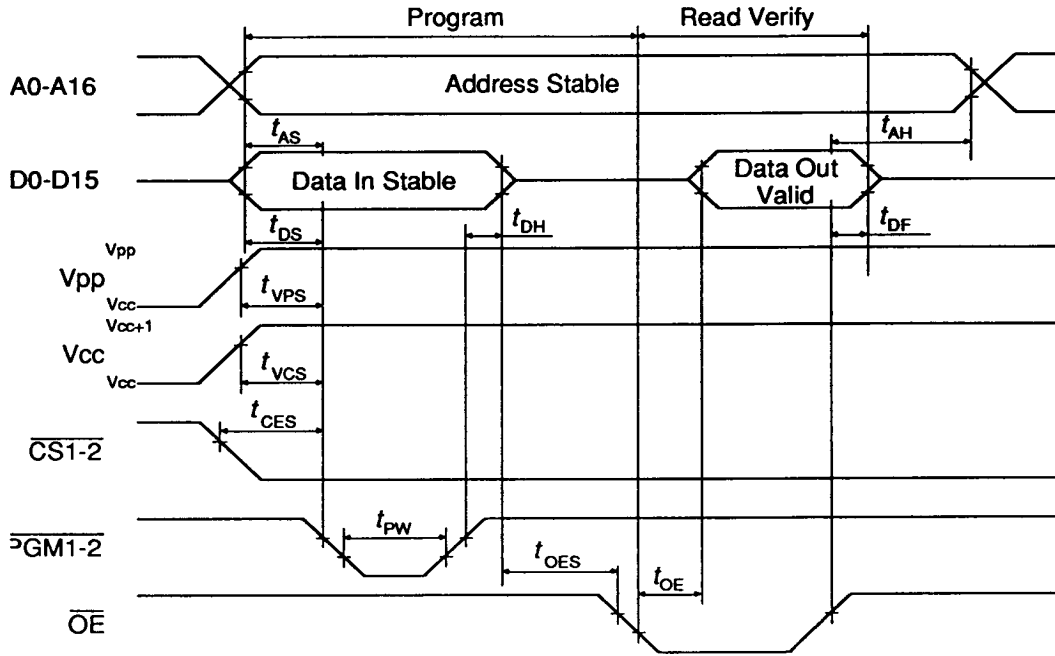 Program
Read Verify
A0-A16
Address Stable
tAS
tAH
D0-D15
Data In Stable
Data Out
Valid
tDS
tDH
tDF
Vpp
Vpp
Vcc
tVPS
Vcc+1
Vcc
Vcc
tVCS
tCES
CS1-2
PGM1-2
tPW
tOES
tOE
OE